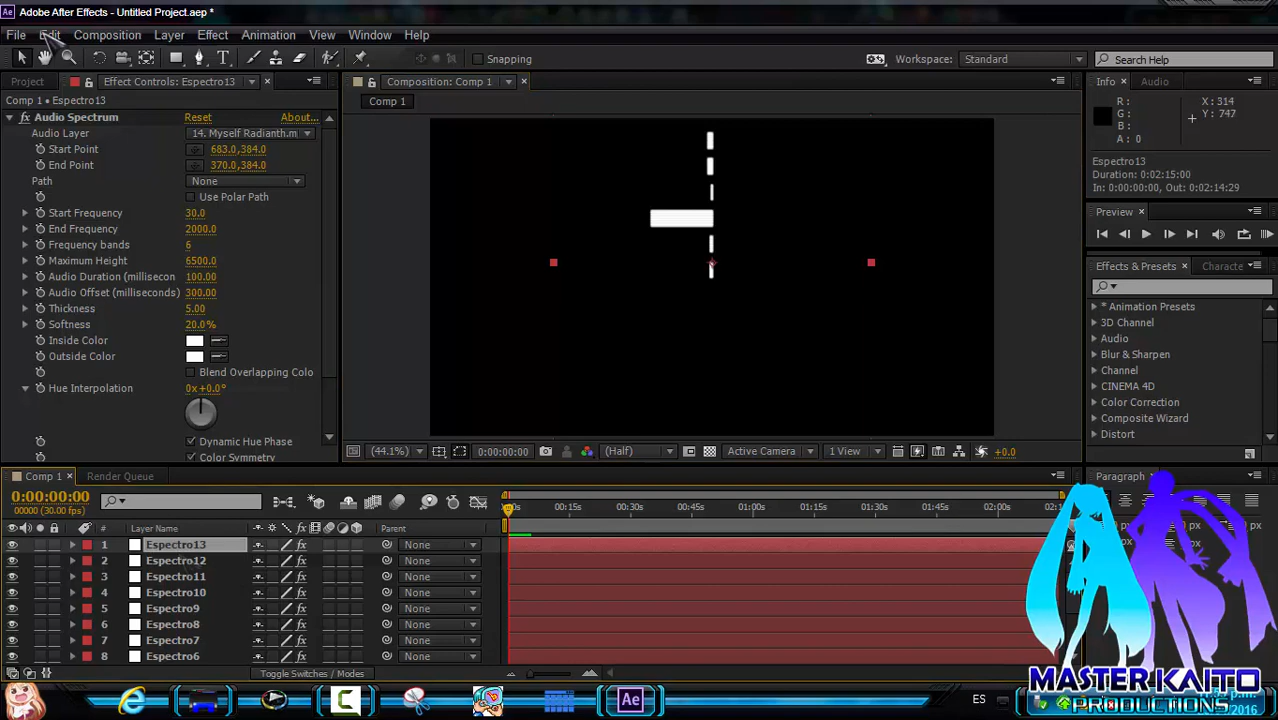 Adobe After Effects - Untitled Project.aep *
File Edit Composition Layer Effect Animation View Window Help
Snapping
Workspace: Standard
Search Help
Project
Effect Controls: Espectro13
Composition: Comp 1
Info
Audio
Comp 1 • Espectro13
Comp 1
R :
G :
B :
A : 0
X : 314
Y : 747
fx Audio Spectrum Reset About...
Audio Layer 14. Myself Radianth.m
Start Point 683.0,384.0
End Point 370.0,384.0
Path None
Use Polar Path
Start Frequency 30.0
End Frequency 2000.0
Frequency bands 6
Maximum Height 6500.0
Audio Duration (millisecon 100.00
Audio Offset (milliseconds) 300.00
Thickness 5.00
Softness 20.0%
Inside Color
Outside Color
Blend Overlapping Colo
Hue Interpolation 0x+0.0°
Dynamic Hue Phase
Color Symmetry
Espectro13
Duration: 0:02:15:00
In: 0:00:00:00, Out: 0:02:14:29
Preview
Effects & Presets
Characte
* Animation Presets
3D Channel
Audio
Blur & Sharpen
Channel
CINEMA 4D
Color Correction
Composite Wizard
Distort
(44.1%) 0:00:00:00 (Half) Active Camera 1 View +0.0
Comp 1
Render Queue
Paragraph
0:00:00:00
00000 (30.00 fps)
00:15s 00:30s 00:45s 01:00s 01:15s 01:30s 01:45s 02:00s
# Layer Name Parent
1 Espectro13 fx None
2 Espectro12 fx None
3 Espectro11 fx None
4 Espectro10 fx None
5 Espectro9 fx None
6 Espectro8 fx None
7 Espectro7 fx None
8 Espectro6 fx None
Toggle Switches / Modes
MASTER KAITO
PRODUCTIONS
Ae
ES